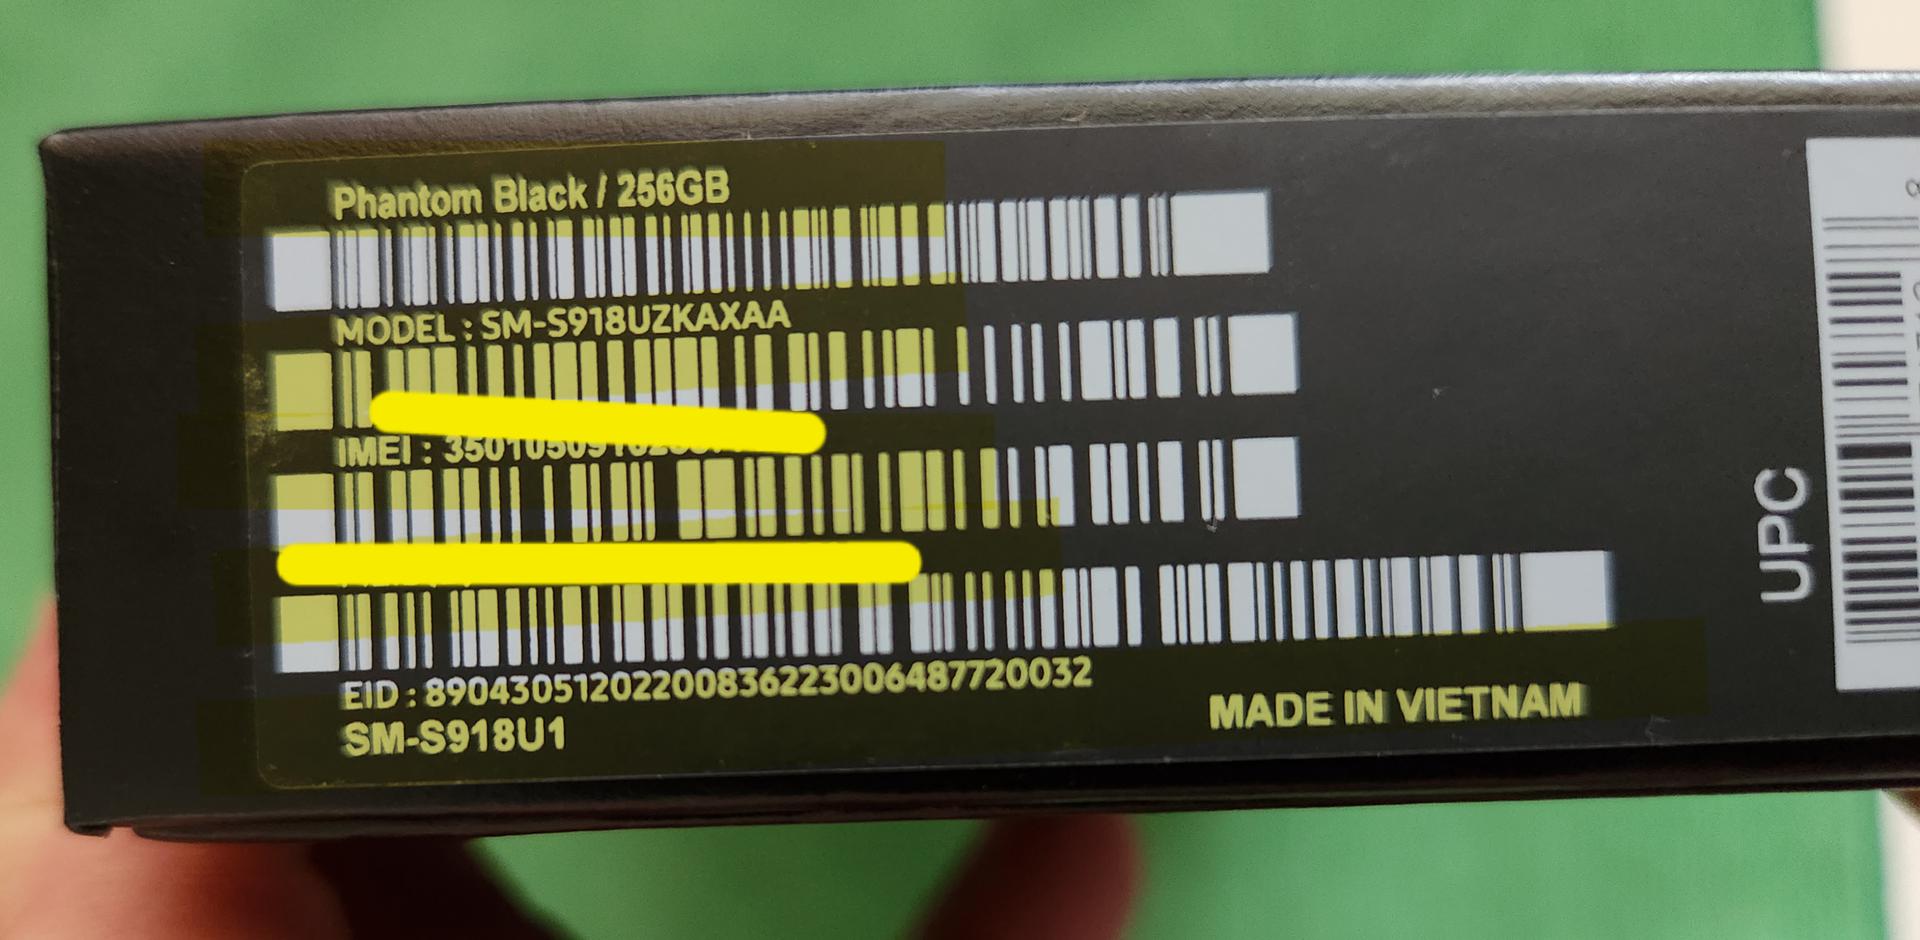 Phantom Black / 256GB
MODEL : SM-S918UZKAXAA
IMEI :
EID : 89043051202200836223006487720032
SM-S918U1
MADE IN VIETNAM
UPC